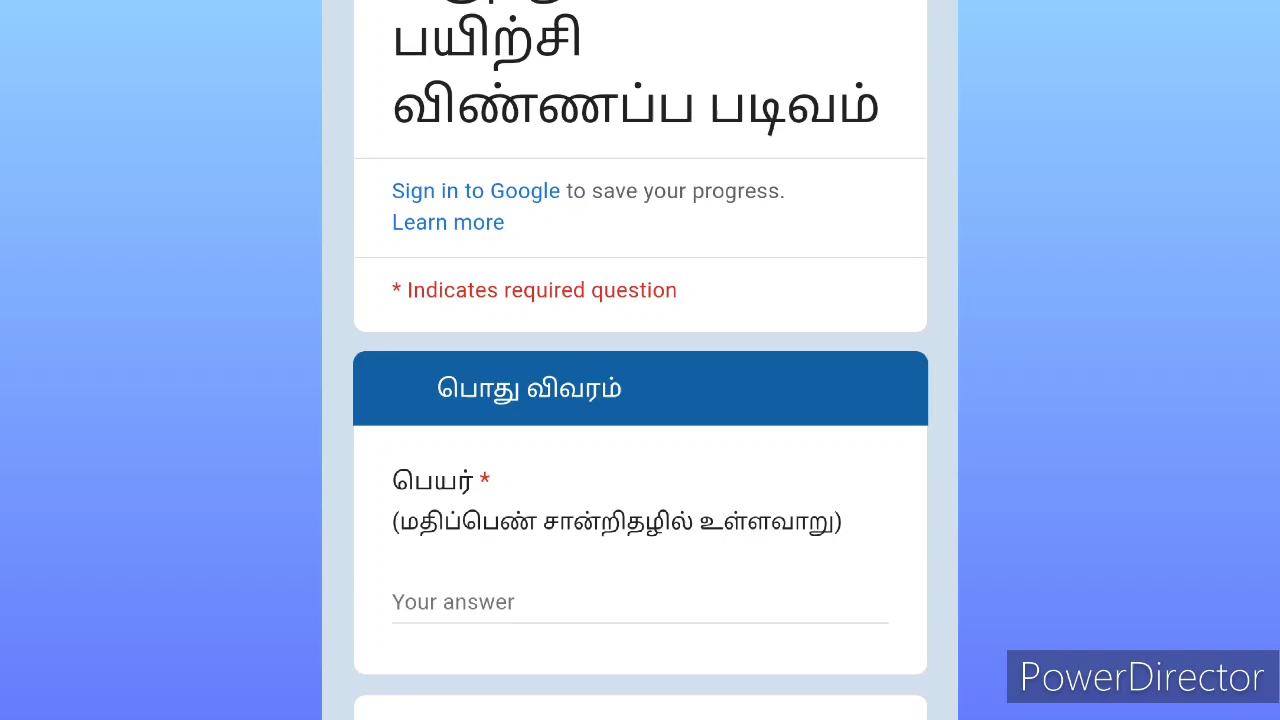 பயிற்சி
விண்ணப்ப படிவம்
Sign in to Google to save your progress.
Learn more
* Indicates required question
பொது விவரம்
பெயர் *
(மதிப்பெண் சான்றிதழில் உள்ளவாறு)
Your answer
PowerDirector